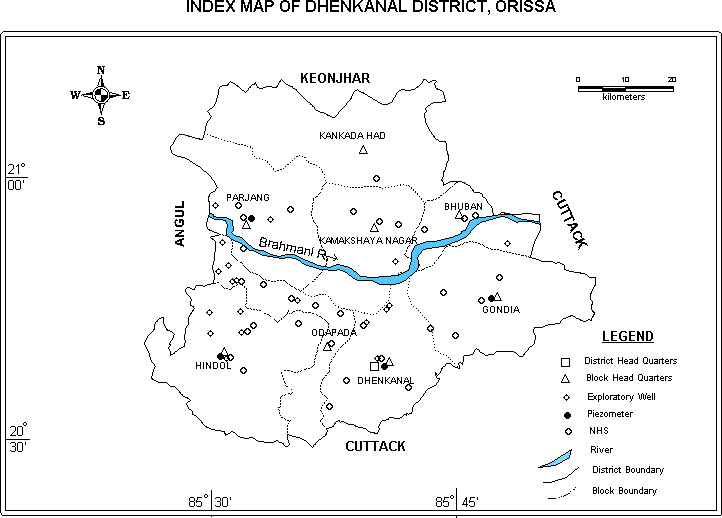 INDEX MAP OF DHENKANAL DISTRICT, ORISSA
N
W E
S
KEONJHAR
0 10 20
kilometers
KANKADA HAD
21° 00'
PARJANG
BHUBAN
ANGUL
CUTTACK
KAMAKSHAYA NAGAR
Brahmani R.
GONDIA
ODAPADA
HINDOL
DHENKANAL
LEGEND
District Head Quarters
Block Head Quarters
Exploratory Well
Piezometer
NHS
River
District Boundary
Block Boundary
20° 30'
CUTTACK
85° 30'
85° 45'